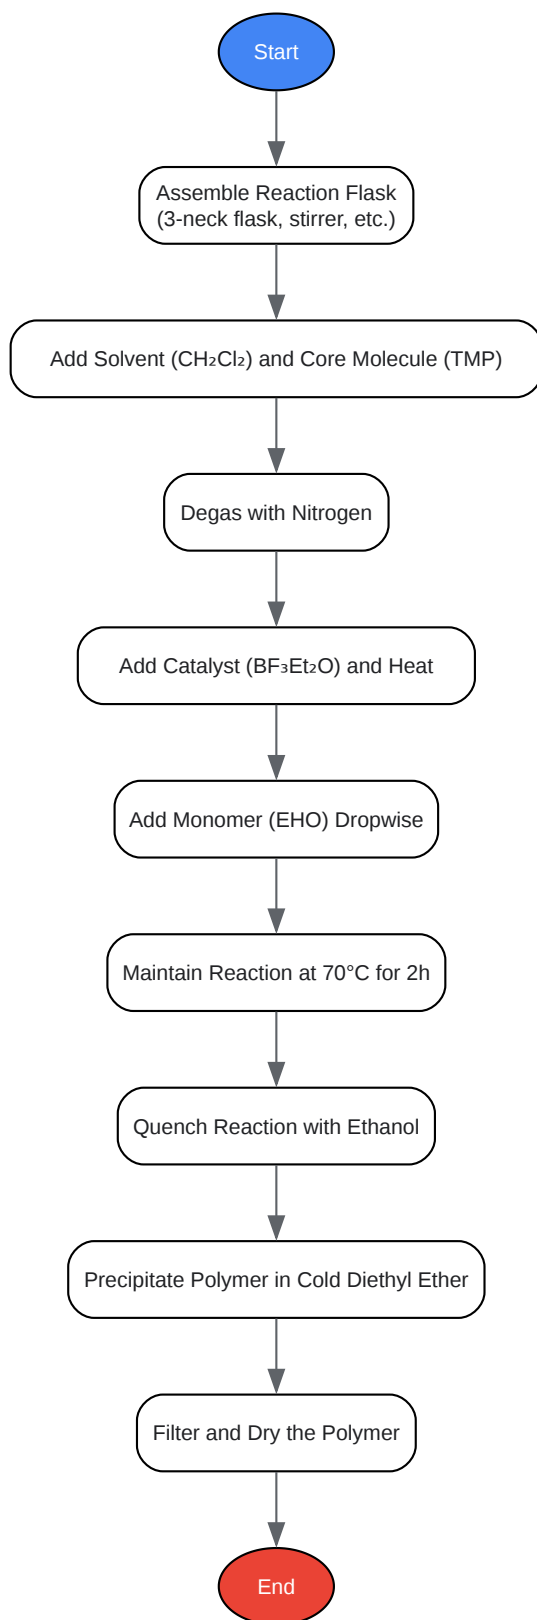 Start
Assemble Reaction Flask
(3-neck flask, stirrer, etc.)
Add Solvent (CH₂Cl₂) and Core Molecule (TMP)
Degas with Nitrogen
Add Catalyst (BF₃Et₂O) and Heat
Add Monomer (EHO) Dropwise
Maintain Reaction at 70°C for 2h
Quench Reaction with Ethanol
Precipitate Polymer in Cold Diethyl Ether
Filter and Dry the Polymer
End